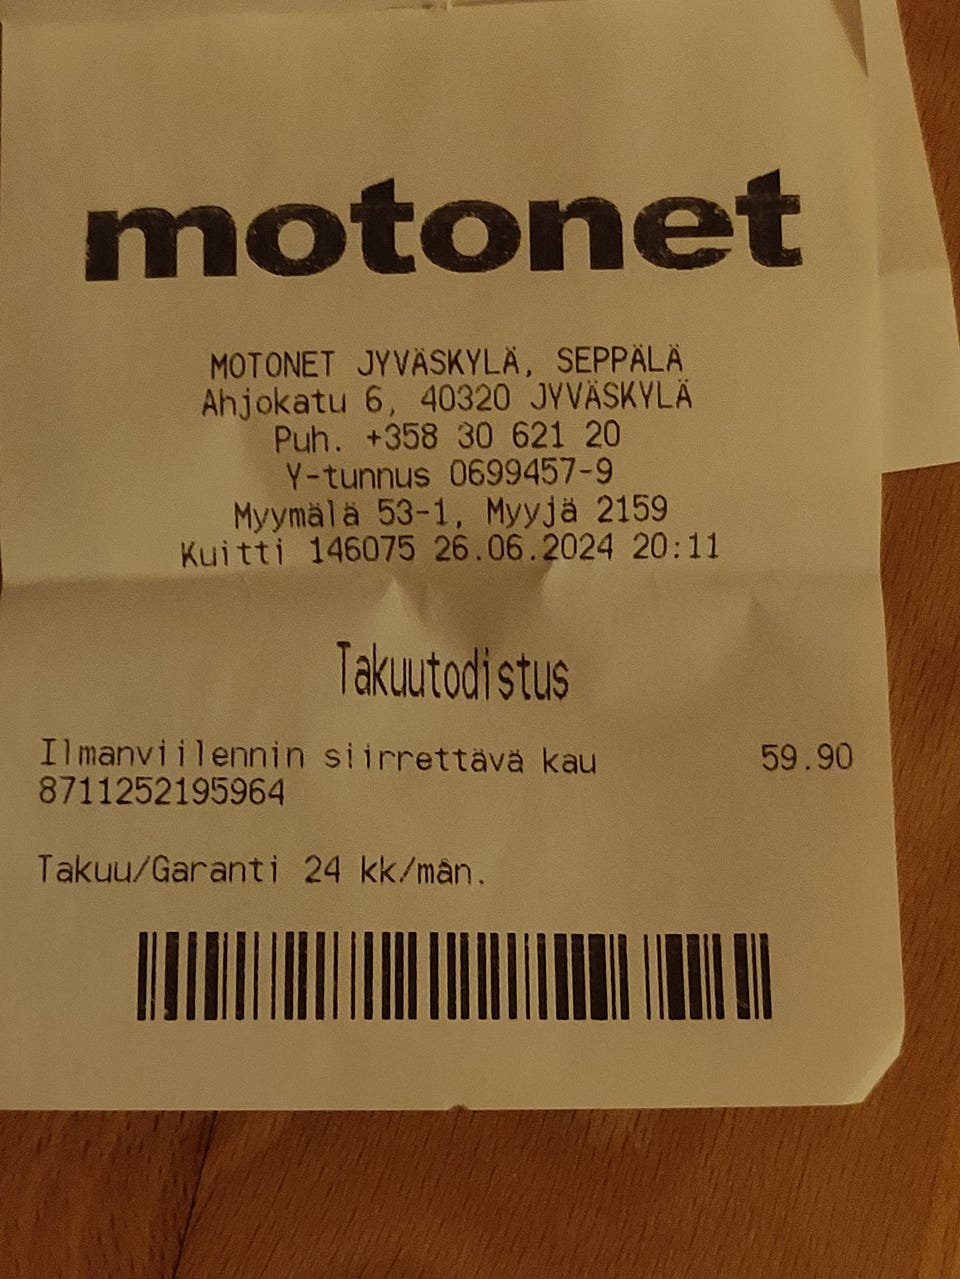 motonet
MOTONET JYVÄSKYLÄ, SEPPÄLÄ
Ahjokatu 6, 40320 JYVÄSKYLÄ
Puh. +358 30 621 20
Y-tunnus 0699457-9
Myymälä 53-1, Myyjä 2159
Kuitti 146075 26.06.2024 20:11
Takuutodistus
Ilmanviilennin siirrettävä kau 59.90
8711252195964
Takuu/Garanti 24 kk/mån.